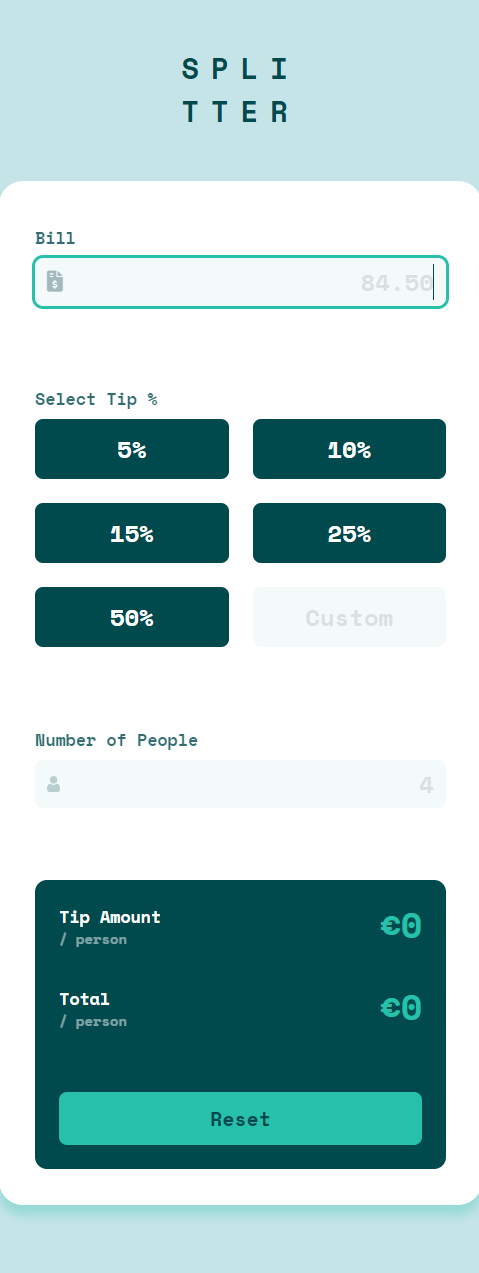 SPLI
TTER
Bill
84.50
Select Tip %
5%
10%
15%
25%
50%
Custom
Number of People
4
Tip Amount
/ person
€0
Total
/ person
€0
Reset